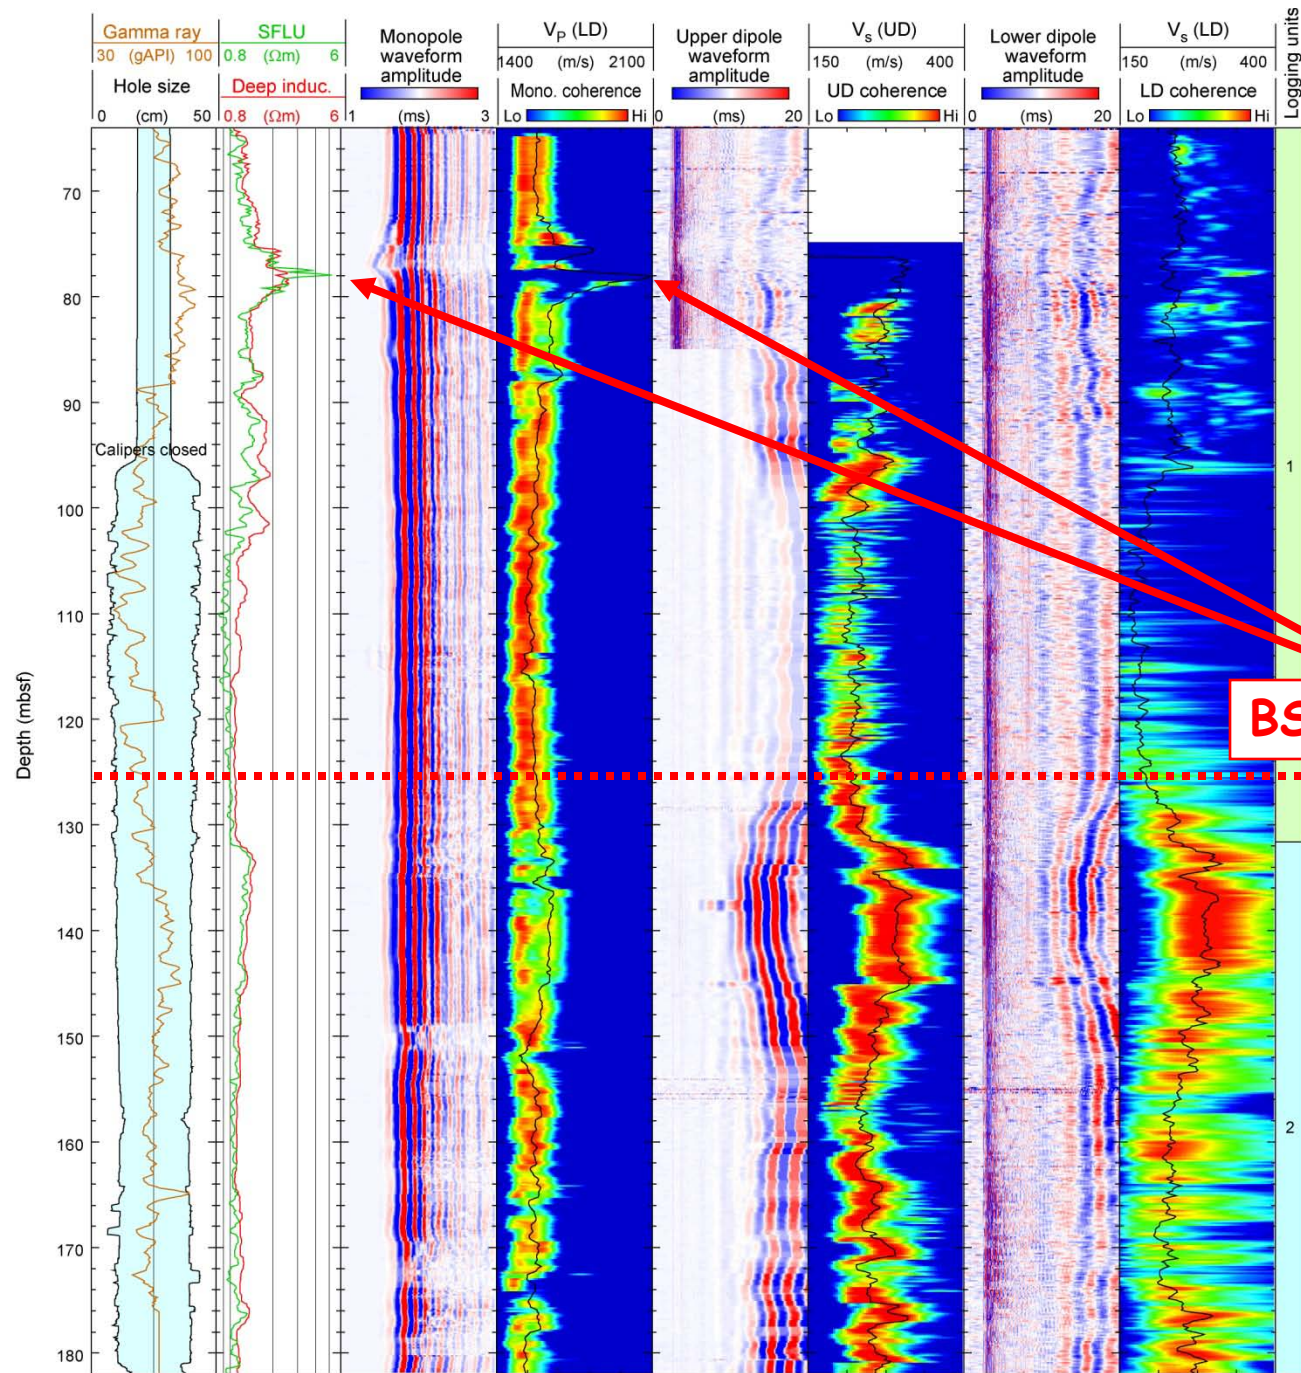 Gamma ray
30 (gAPI) 100
Hole size
0 (cm) 50
SFLU
0.8 (Ωm) 6
Deep induc.
0.8 (Ωm) 6
Monopole
waveform
amplitude
1 (ms) 3
VP (LD)
1400 (m/s) 2100
Mono. coherence
Lo Hi
Upper dipole
waveform
amplitude
0 (ms) 20
Vs (UD)
150 (m/s) 400
UD coherence
Lo Hi
Lower dipole
waveform
amplitude
0 (ms) 20
Vs (LD)
150 (m/s) 400
LD coherence
Lo Hi
Logging units
Depth (mbsf)
70
80
90
100
110
120
130
140
150
160
170
180
Calipers closed
1
2
BS